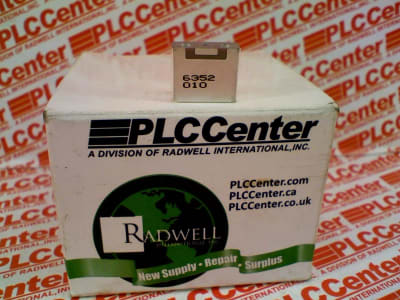 6352
010
PLCCenter
A DIVISION OF RADWELL INTERNATIONAL, INC.
PLCCenter.com
PLCCenter.ca
PLCCenter.co.uk
RADWELL
New Supply • Repair • Surplus